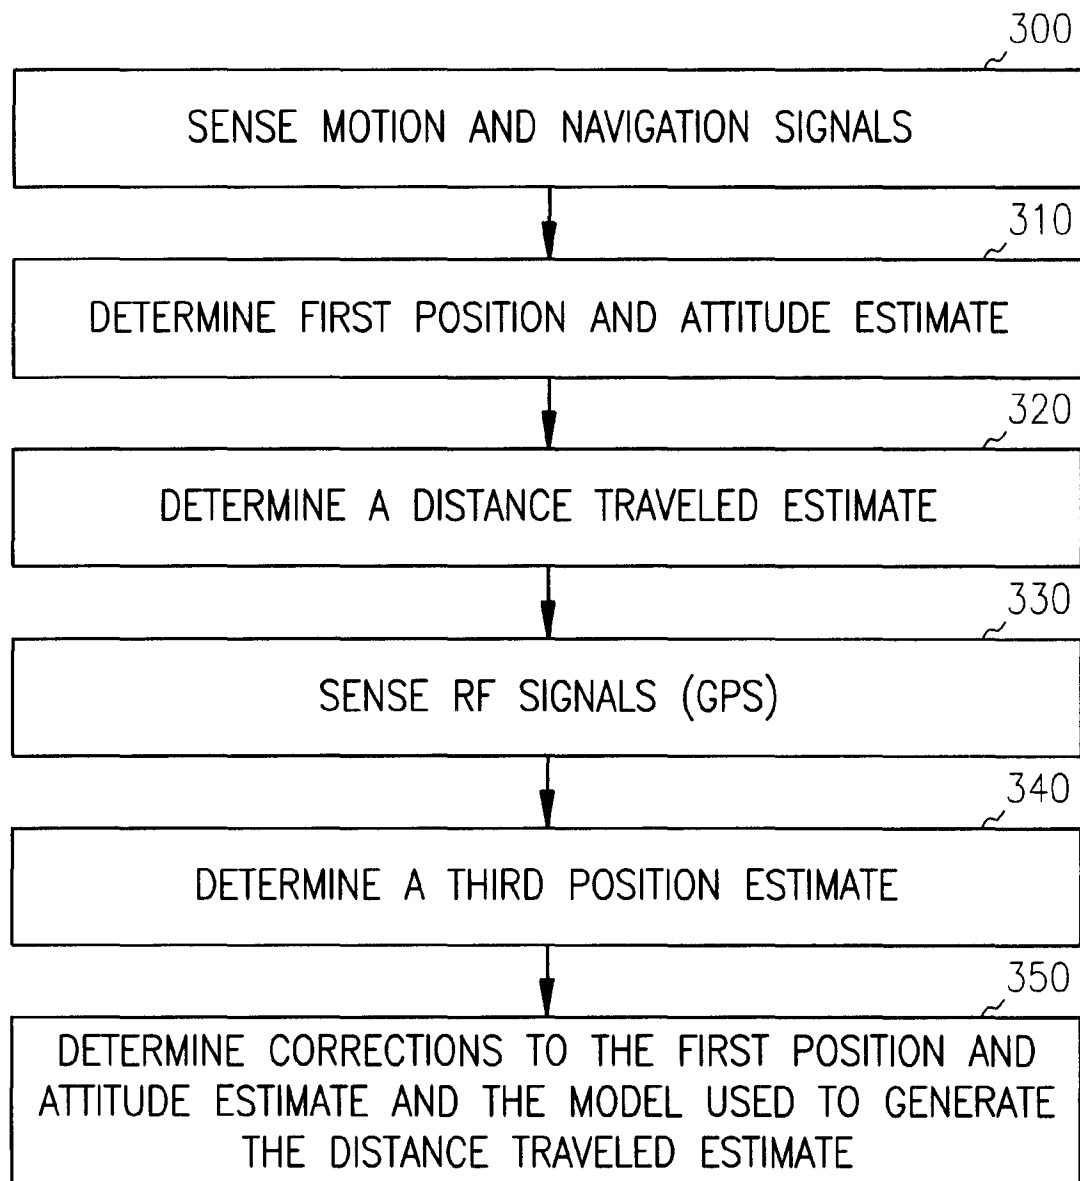 300
SENSE MOTION AND NAVIGATION SIGNALS
310
DETERMINE FIRST POSITION AND ATTITUDE ESTIMATE
320
DETERMINE A DISTANCE TRAVELED ESTIMATE
330
SENSE RF SIGNALS (GPS)
340
DETERMINE A THIRD POSITION ESTIMATE
350
DETERMINE CORRECTIONS TO THE FIRST POSITION AND
ATTITUDE ESTIMATE AND THE MODEL USED TO GENERATE
THE DISTANCE TRAVELED ESTIMATE